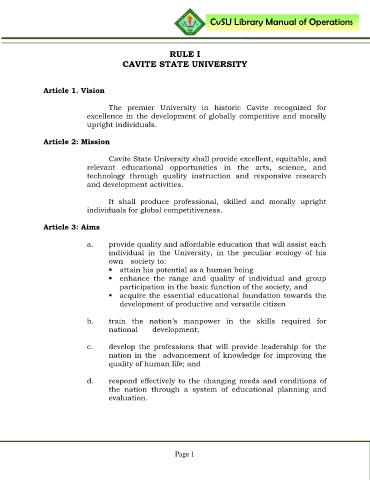 CvSU Library Manual of Operations
RULE I
CAVITE STATE UNIVERSITY
Article 1. Vision
The premier University in historic Cavite recognized for
excellence in the development of globally competitive and morally
upright individuals.
Article 2: Mission
Cavite State University shall provide excellent, equitable, and
relevant educational opportunities in the arts, science, and
technology through quality instruction and responsive research
and development activities.
It shall produce professional, skilled and morally upright
individuals for global competitiveness.
Article 3: Aims
a. provide quality and affordable education that will assist each
individual in the University, in the peculiar ecology of his
own society to:
▪ attain his potential as a human being
▪ enhance the range and quality of individual and group
participation in the basic function of the society, and
▪ acquire the essential educational foundation towards the
development of productive and versatile citizen
b. train the nation's manpower in the skills required for
national development;
c. develop the professions that will provide leadership for the
nation in the advancement of knowledge for improving the
quality of human life; and
d. respond effectively to the changing needs and conditions of
the nation through a system of educational planning and
evaluation.
Page 1